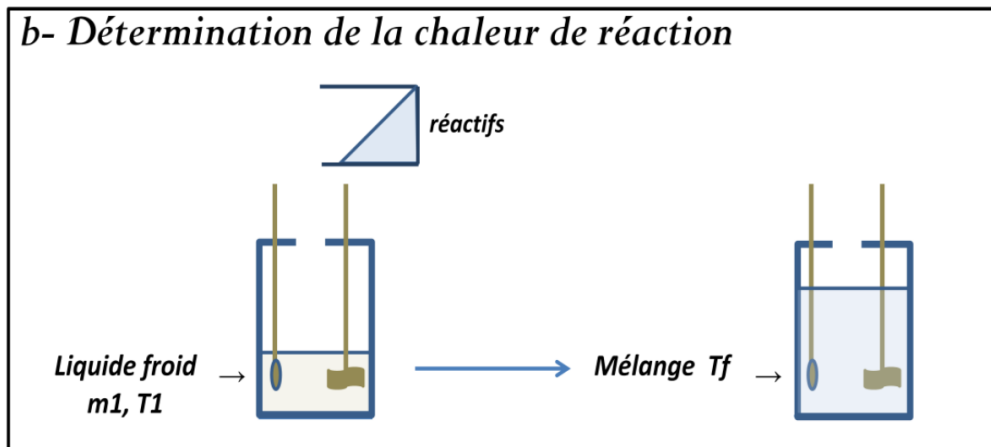 b- Détermination de la chaleur de réaction
réactifs
Liquide froid →
m1, T1
Mélange Tf →